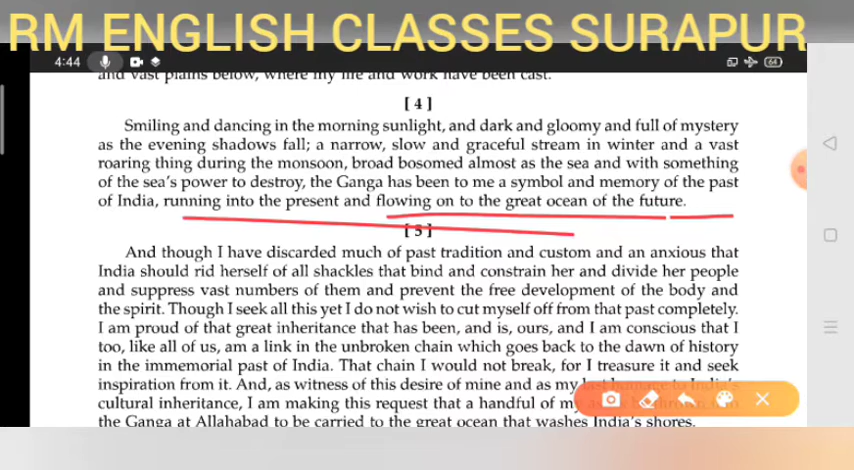 RM ENGLISH CLASSES SURAPUR
4:44
64
and vast plains below, where my life and work have been cast.
[ 4 ]
Smiling and dancing in the morning sunlight, and dark and gloomy and full of mystery
as the evening shadows fall; a narrow, slow and graceful stream in winter and a vast
roaring thing during the monsoon, broad bosomed almost as the sea and with something
of the sea's power to destroy, the Ganga has been to me a symbol and memory of the past
of India, running into the present and flowing on to the great ocean of the future.
[ 5 ]
And though I have discarded much of past tradition and custom and an anxious that
India should rid herself of all shackles that bind and constrain her and divide her people
and suppress vast numbers of them and prevent the free development of the body and
the spirit. Though I seek all this yet I do not wish to cut myself off from that past completely.
I am proud of that great inheritance that has been, and is, ours, and I am conscious that I
too, like all of us, am a link in the unbroken chain which goes back to the dawn of history
in the immemorial past of India. That chain I would not break, for I treasure it and seek
inspiration from it. And, as witness of this desire of mine and as my last homage to India's
cultural inheritance, I am making this request that a handful of my
the Ganga at Allahabad to be carried to the great ocean that washes India's shores.